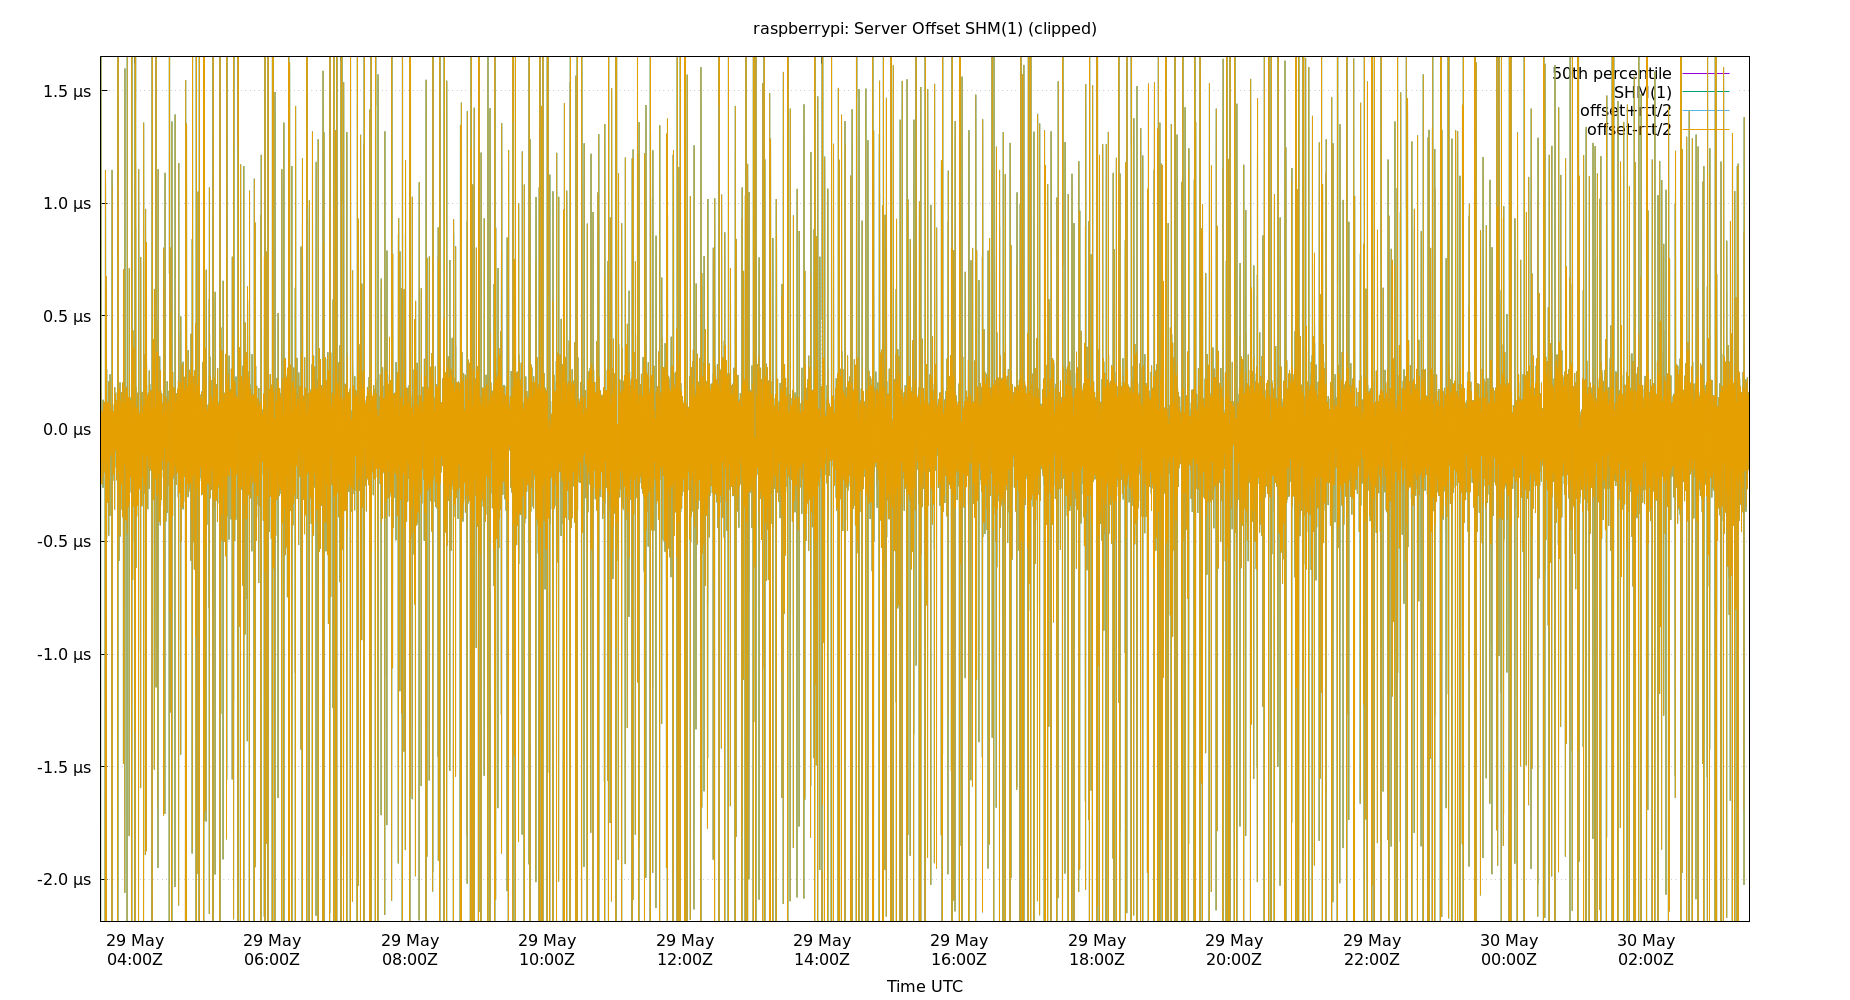 raspberrypi: Server Offset SHM(1) (clipped)
50th percentile
SHM(1)
offset+rtt/2
offset-rtt/2
1.5 µs
1.0 µs
0.5 µs
0.0 µs
-0.5 µs
-1.0 µs
-1.5 µs
-2.0 µs
29 May 29 May 29 May 29 May 29 May 29 May 29 May 29 May 29 May 29 May 30 May 30 May
04:00Z 06:00Z 08:00Z 10:00Z 12:00Z 14:00Z 16:00Z 18:00Z 20:00Z 22:00Z 00:00Z 02:00Z
Time UTC